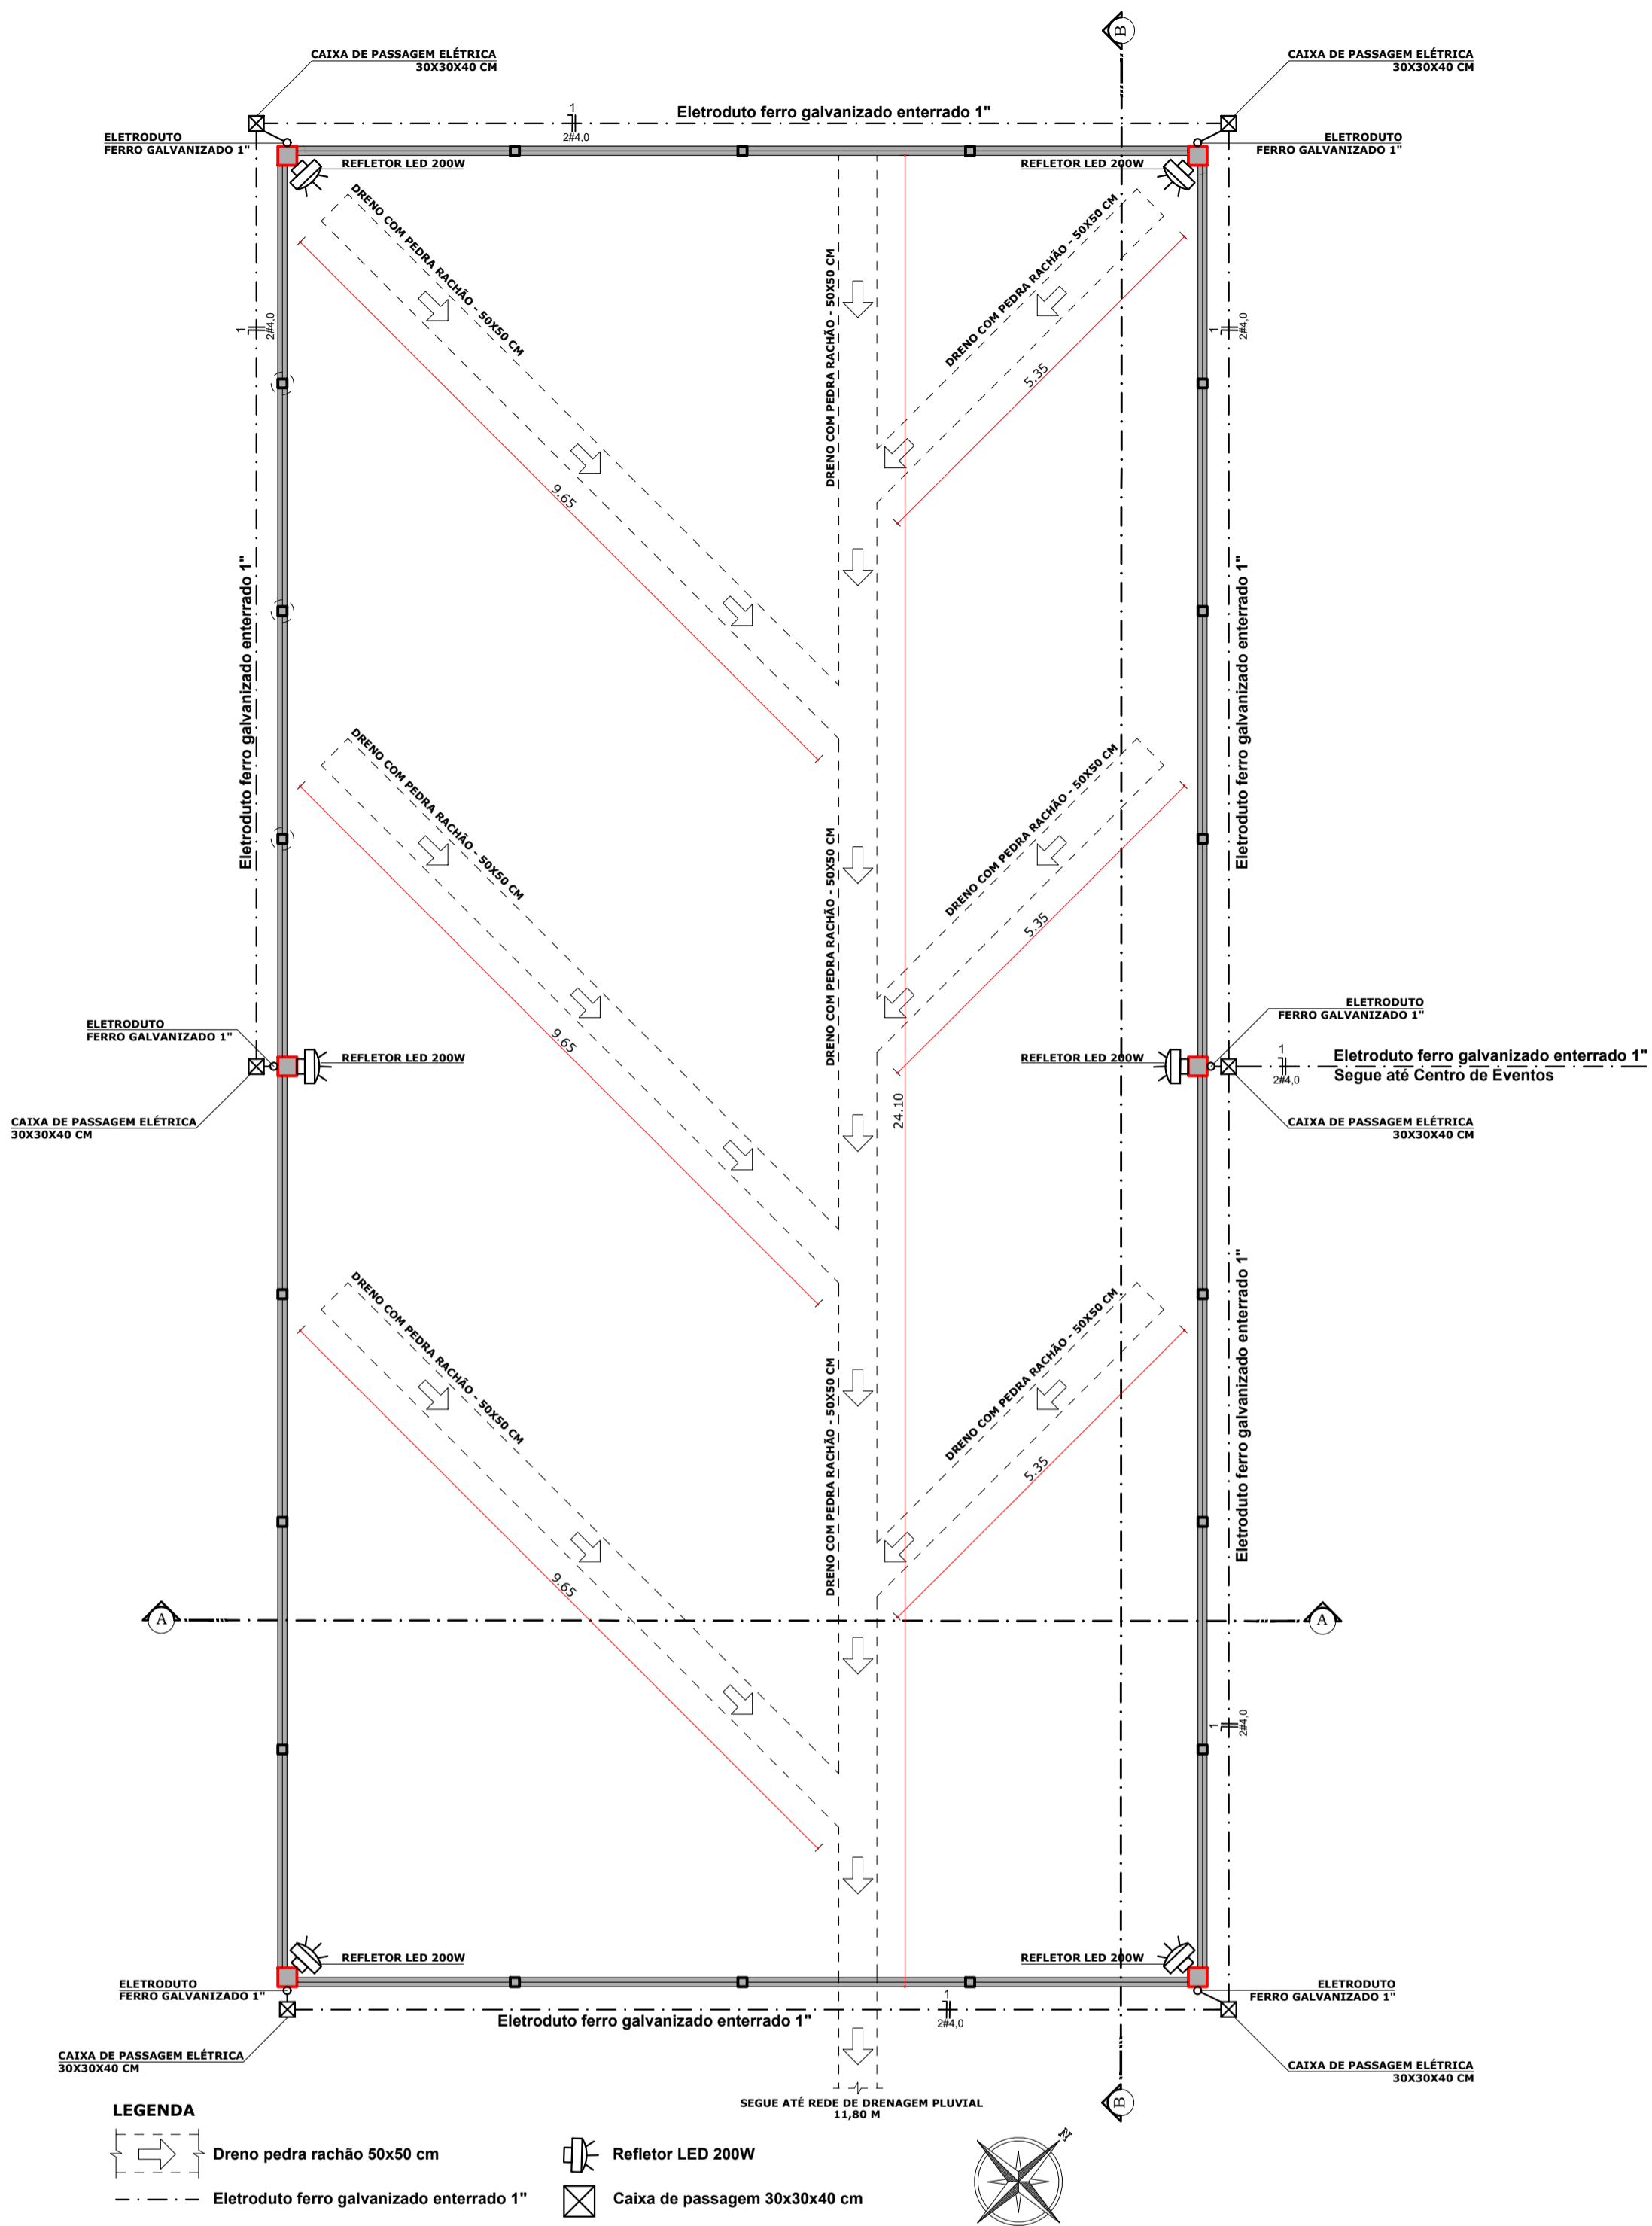 B
CAIXA DE PASSAGEM ELÉTRICA
30X30X40 CM
CAIXA DE PASSAGEM ELÉTRICA
30X30X40 CM
Eletroduto ferro galvanizado enterrado 1"
1
2#4,0
ELETRODUTO
FERRO GALVANIZADO 1"
ELETRODUTO
FERRO GALVANIZADO 1"
REFLETOR LED 200W
REFLETOR LED 200W
DRENO COM PEDRA RACHÃO - 50X50 CM
DRENO COM PEDRA RACHÃO - 50X50 CM
DRENO COM PEDRA RACHÃO - 50X50 CM
1
2#4,0
1
2#4,0
5.35
9.65
Eletroduto ferro galvanizado enterrado 1"
Eletroduto ferro galvanizado enterrado 1"
DRENO COM PEDRA RACHÃO - 50X50 CM
DRENO COM PEDRA RACHÃO - 50X50 CM
DRENO COM PEDRA RACHÃO - 50X50 CM
5.35
9.65
24.10
ELETRODUTO
FERRO GALVANIZADO 1"
REFLETOR LED 200W
REFLETOR LED 200W
ELETRODUTO
FERRO GALVANIZADO 1"
1
2#4,0
Eletroduto ferro galvanizado enterrado 1"
Segue até Centro de Eventos
CAIXA DE PASSAGEM ELÉTRICA
30X30X40 CM
CAIXA DE PASSAGEM ELÉTRICA
30X30X40 CM
DRENO COM PEDRA RACHÃO - 50X50 CM
DRENO COM PEDRA RACHÃO - 50X50 CM
DRENO COM PEDRA RACHÃO - 50X50 CM
Eletroduto ferro galvanizado enterrado 1"
5.35
9.65
A
A
1
2#4,0
REFLETOR LED 200W
REFLETOR LED 200W
ELETRODUTO
FERRO GALVANIZADO 1"
ELETRODUTO
FERRO GALVANIZADO 1"
1
2#4,0
Eletroduto ferro galvanizado enterrado 1"
CAIXA DE PASSAGEM ELÉTRICA
30X30X40 CM
CAIXA DE PASSAGEM ELÉTRICA
30X30X40 CM
SEGUE ATÉ REDE DE DRENAGEM PLUVIAL
11,80 M
B
LEGENDA
N
Dreno pedra rachão 50x50 cm
Refletor LED 200W
Eletroduto ferro galvanizado enterrado 1"
Caixa de passagem 30x30x40 cm